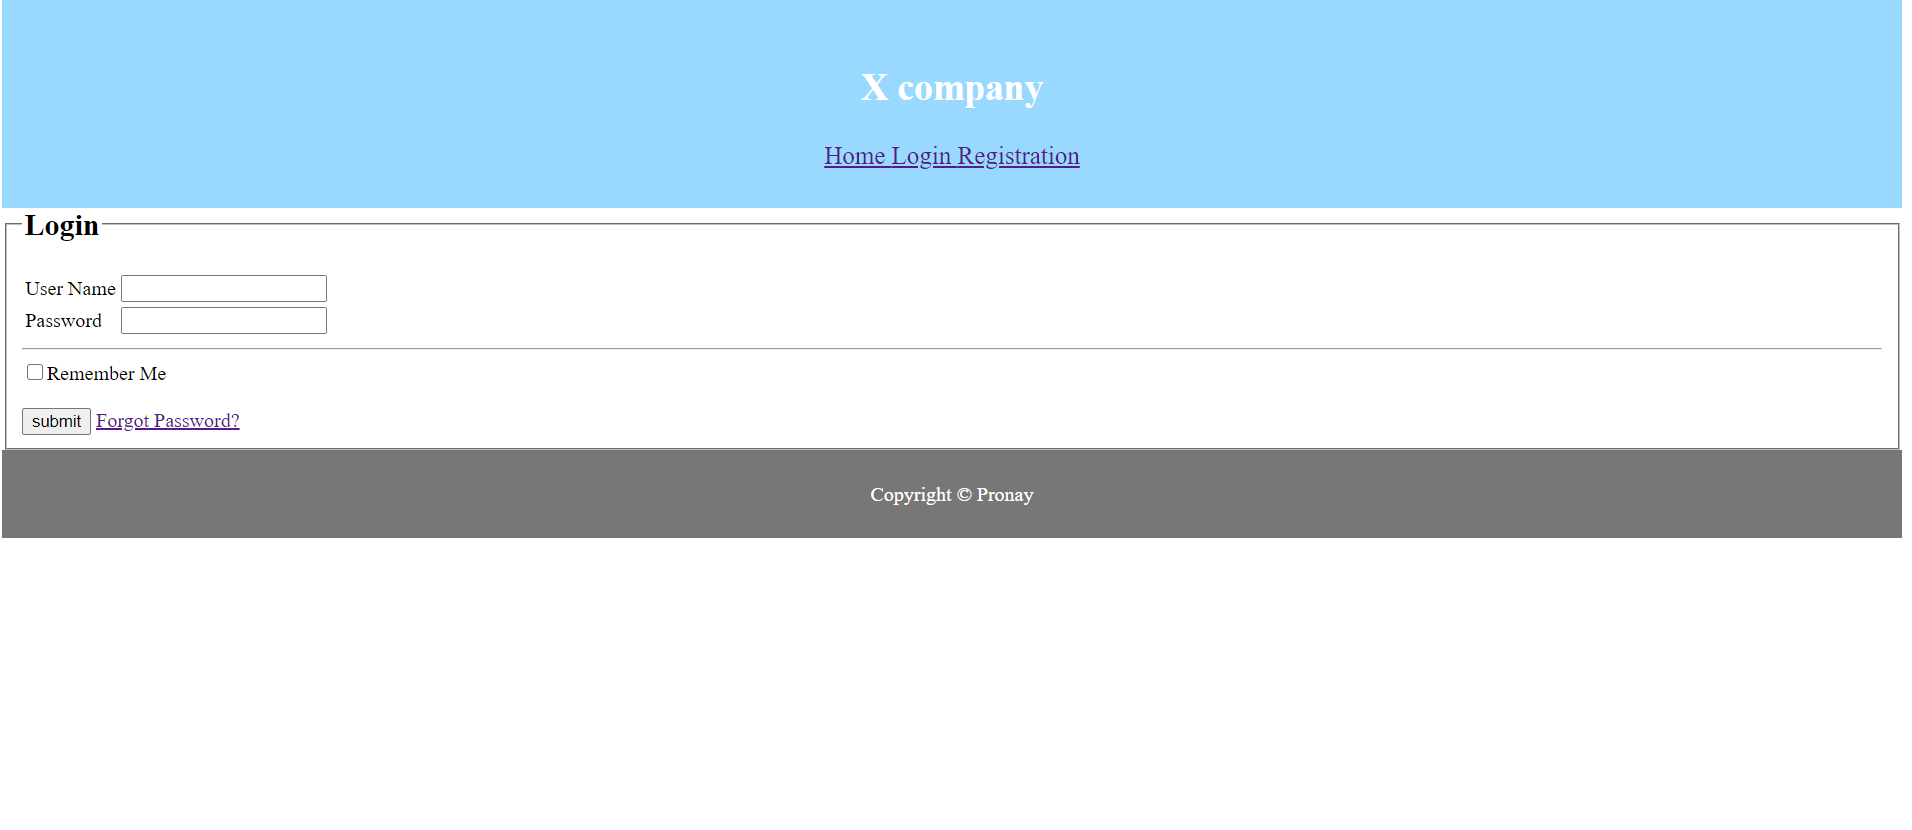 X company
Home Login Registration
Login
User Name
Password
Remember Me
submit Forgot Password?
Copyright © Pronay